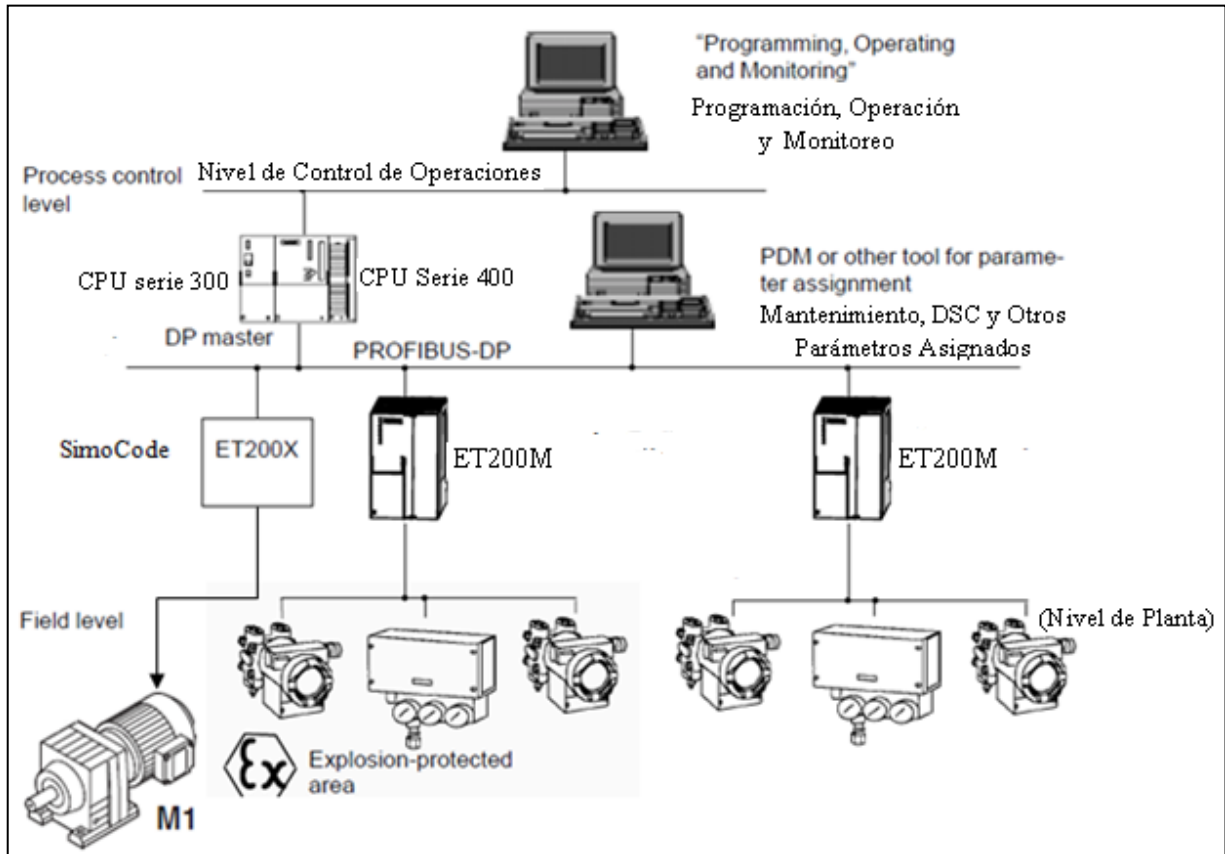 "Programming, Operating
and Monitoring"
Programación, Operación
y Monitoreo
Nivel de Control de Operaciones
Process control
level
CPU serie 300
CPU Serie 400
PDM or other tool for parame-
ter assignment
Mantenimiento, DSC y Otros
Parámetros Asignados
DP master
PROFIBUS-DP
SimoCode
ET200X
ET200M
ET200M
Field level
(Nivel de Planta)
Ex
Explosion-protected
area
M1